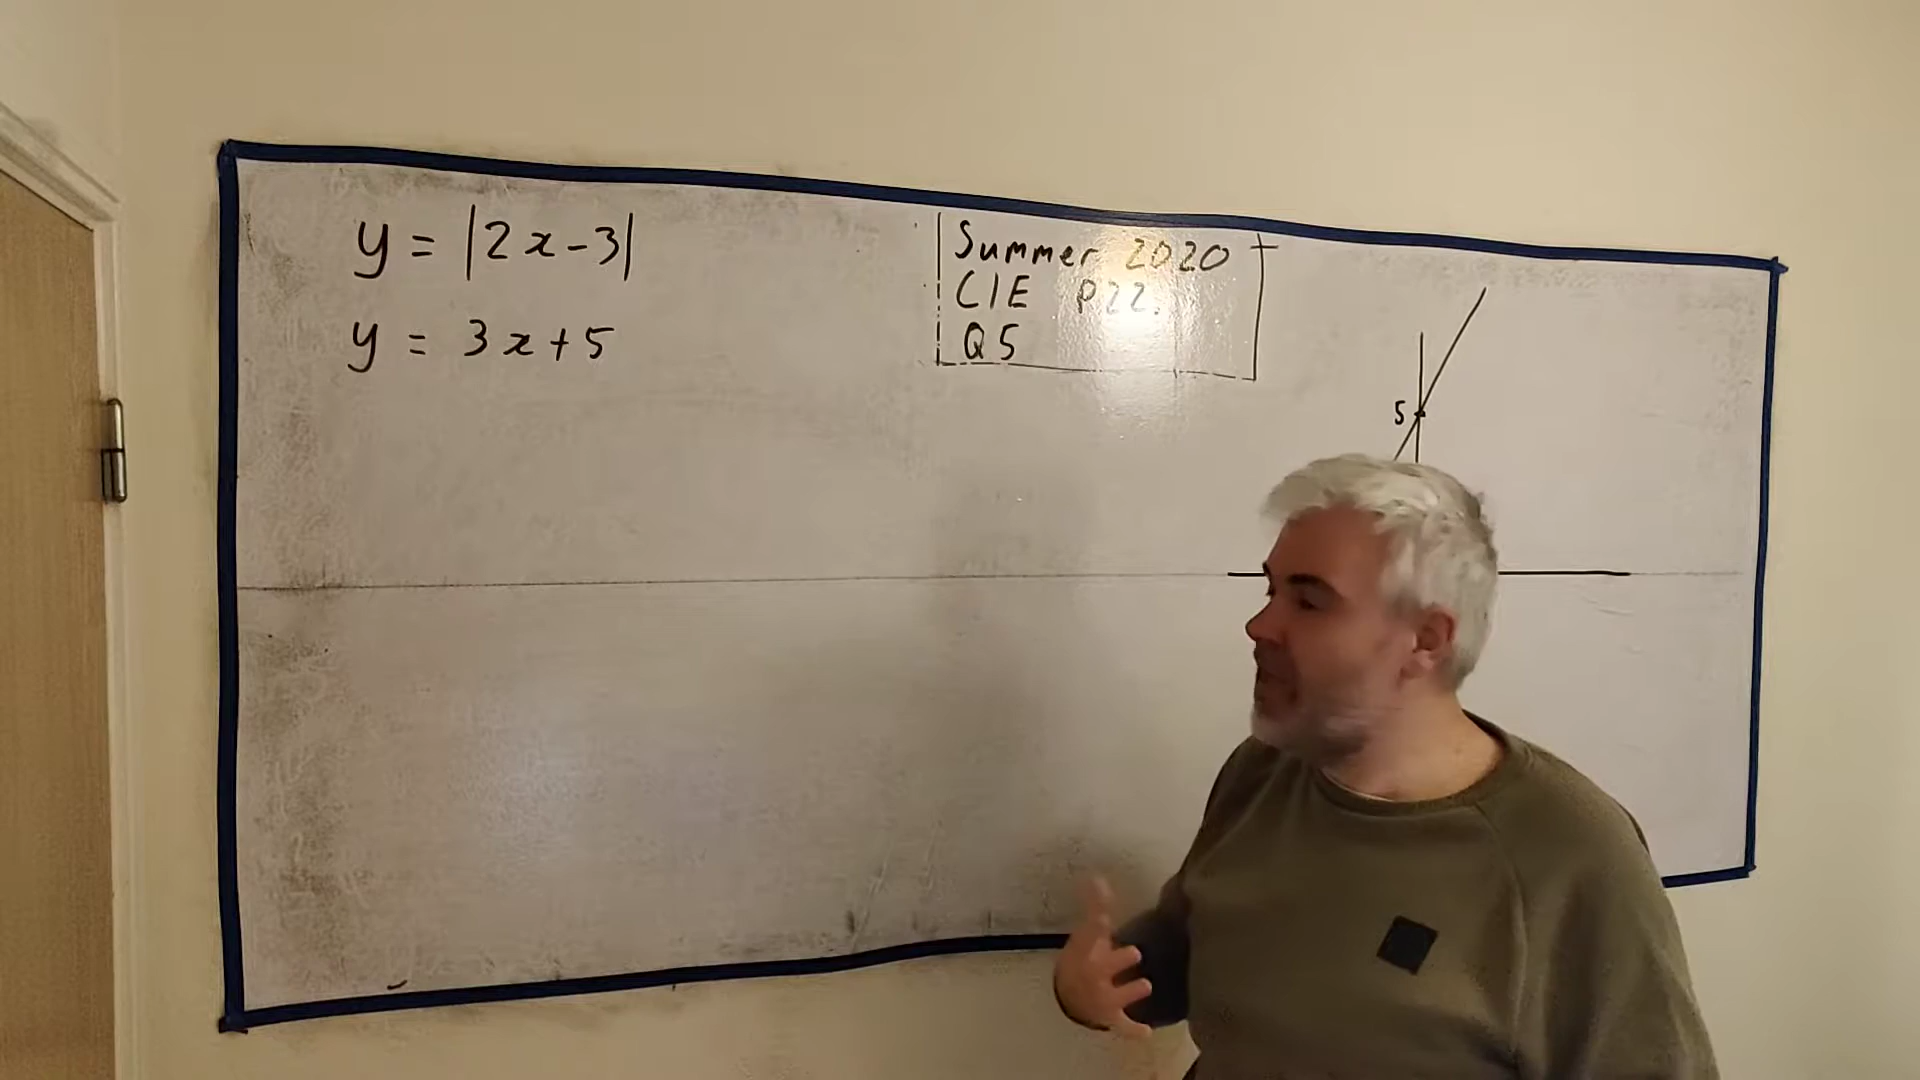 y = |2x-3|
y = 3x+5
Summer 2020
CIE P22.
Q5
5